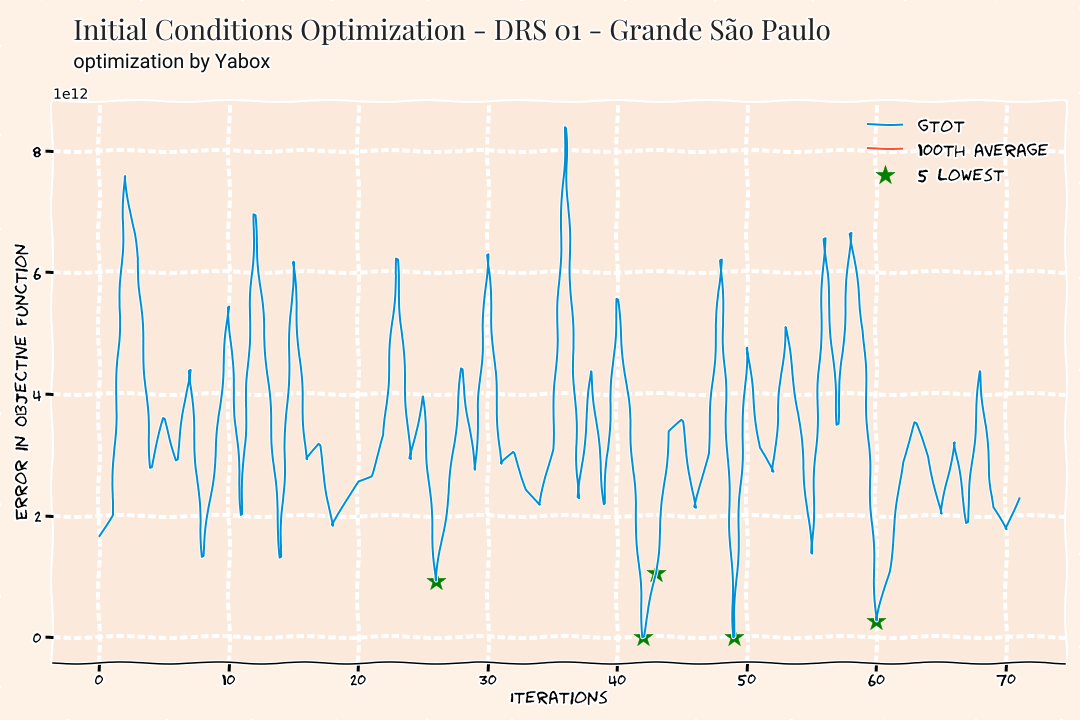 Initial Conditions Optimization - DRS 01 - Grande São Paulo
optimization by Yabox
1e12
GTOT
100TH AVERAGE
5 LOWEST
ERROR IN OBJECTIVE FUNCTION
8
6
4
2
0
0 10 20 30 40 50 60 70
ITERATIONS